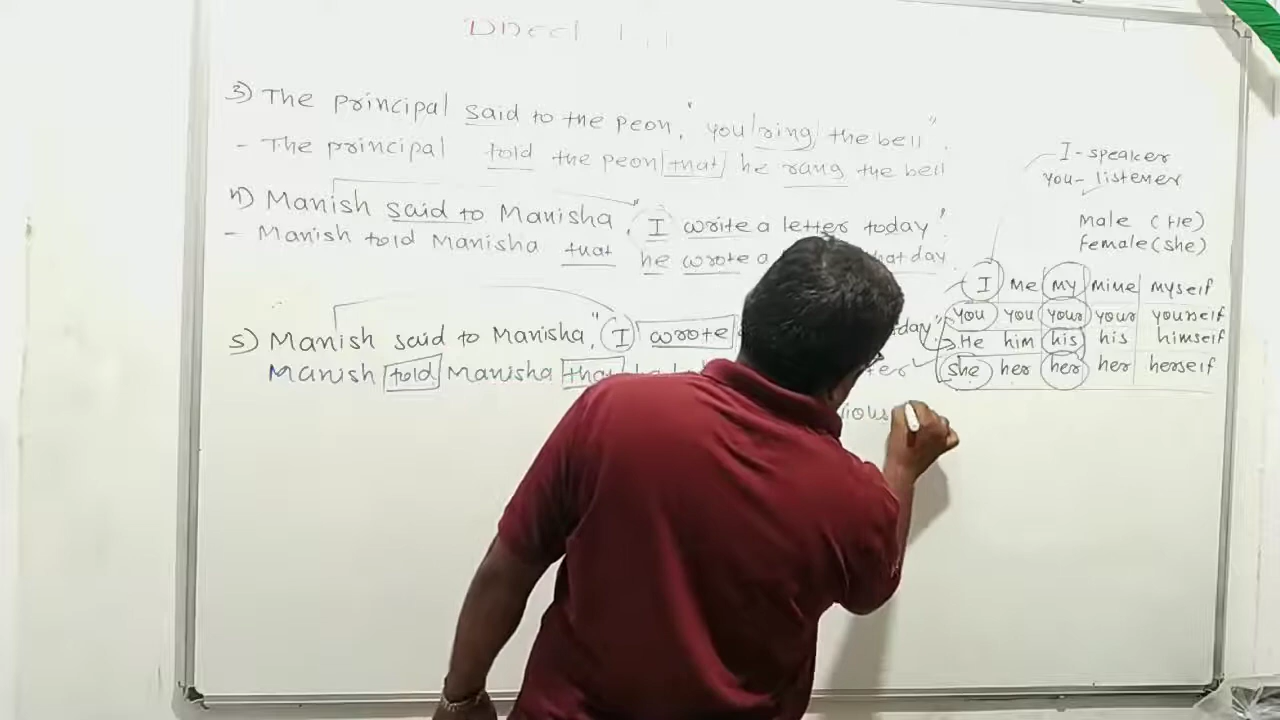 Direct
3) The principal said to the peon, "you ring the bell".
- The principal told the peon that he rang the bell
4) Manish said to Manisha, "I write a letter today".
- Manish told Manisha that he wrote a that day.
5) Manish said to Manisha, "I wrote day"
Manish told Manisha that
I - speaker
you - listener
Male (He)
Female (she)
I me my mine myself
you you your your yourself
He him his his himself
she her her her herself